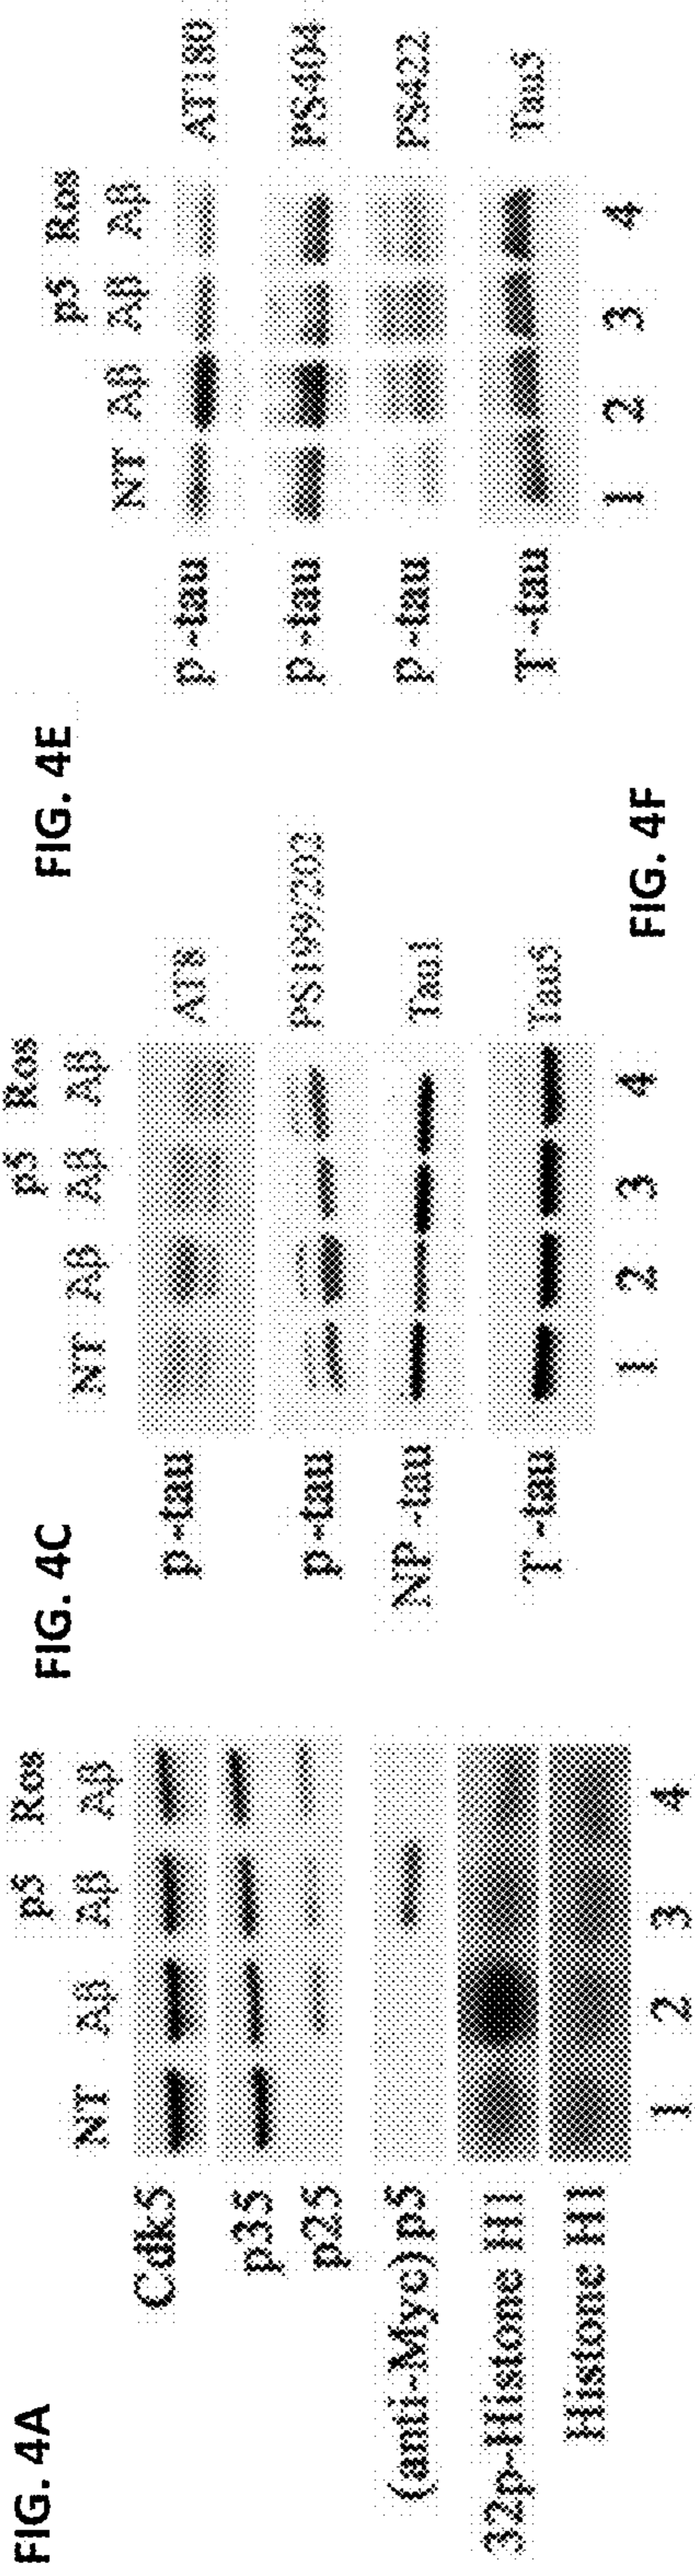 FIG. 4A
p5 Ros
NT Aβ Aβ Aβ
Cdk5
p35
p25
(anti-Myc) p5
32p-Histone H1
Histone H1
1 2 3 4
FIG. 4C
p5 Ros
NT Aβ Aβ Aβ
p-tau AT8
p-tau PS199/202
NP-tau Tau1
T-tau Tau5
1 2 3 4
FIG. 4E
p5 Ros
NT Aβ Aβ Aβ
p-tau AT180
p-tau PS404
p-tau PS422
T-tau Tau5
1 2 3 4
FIG. 4F